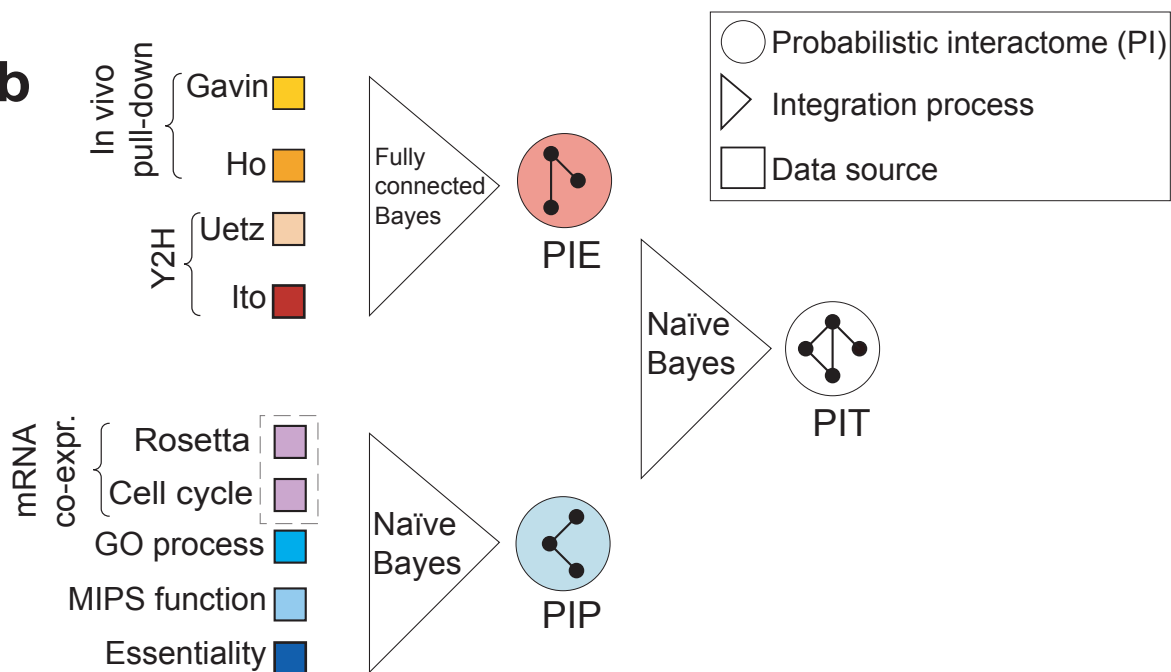 b
In vivo
pull-down
Gavin
Ho
Y2H
Uetz
Ito
Fully
connected
Bayes
PIE
Probabilistic interactome (PI)
Integration process
Data source
Naïve
Bayes
PIT
mRNA
co-expr.
Rosetta
Cell cycle
GO process
MIPS function
Essentiality
Naïve
Bayes
PIP